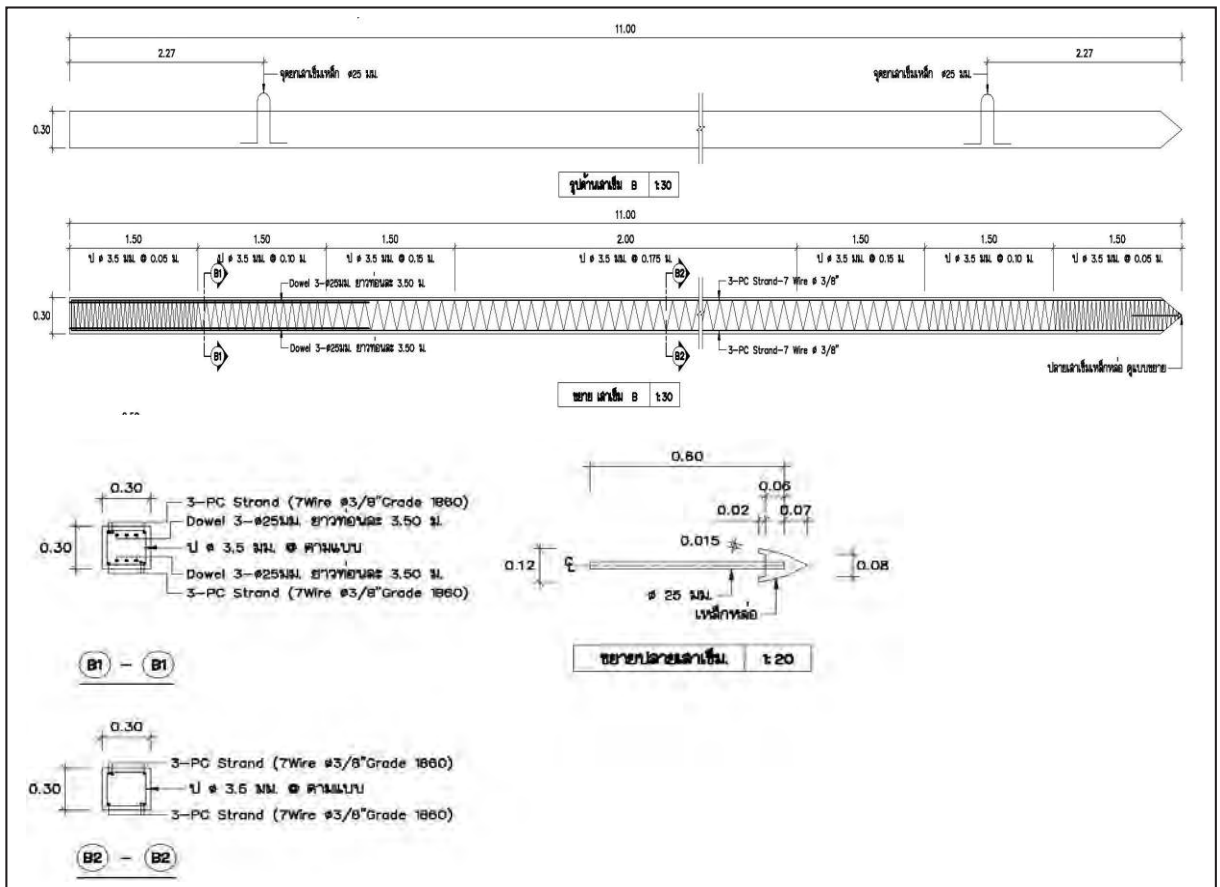 11.00
2.27
2.27
จุดยกเสาเข็มเหล็ก ø25 มม.
จุดยกเสาเข็มเหล็ก ø25 มม.
0.30
รูปด้านเสาเข็ม B 1:30
11.00
1.50 1.50 1.50 2.00 1.50 1.50 1.50
ป ø 3.5 มม. @ 0.05 ม. ป ø 3.5 มม. @ 0.10 ม. ป ø 3.5 มม. @ 0.15 ม. ป ø 3.5 มม. @ 0.175 ม. ป ø 3.5 มม. @ 0.15 ม. ป ø 3.5 มม. @ 0.10 ม. ป ø 3.5 มม. @ 0.05 ม.
B1 B2
Dowel 3-ø25มม. ยาวท่อนละ 3.50 ม.
3-PC Strand-7 Wire ø 3/8"
0.30
B1 B2
Dowel 3-ø25มม. ยาวท่อนละ 3.50 ม.
3-PC Strand-7 Wire ø 3/8"
ปลายเสาเข็มเหล็กหล่อ ดูแบบขยาย
ขยาย เสาเข็ม B 1:30
0.30
3-PC Strand (7Wire ø3/8"Grade 1860)
Dowel 3-ø25มม. ยาวท่อนละ 3.50 ม.
0.30
ป ø 3.5 มม. @ ตามแบบ
Dowel 3-ø25มม. ยาวท่อนละ 3.50 ม.
3-PC Strand (7Wire ø3/8"Grade 1860)
B1 - B1
0.60
0.06
0.02 0.07
0.015
0.12
0.08
ø 25 มม.
เหล็กหล่อ
ขยายปลายเสาเข็ม. 1:20
0.30
3-PC Strand (7Wire ø3/8"Grade 1860)
0.30
ป ø 3.5 มม. @ ตามแบบ
3-PC Strand (7Wire ø3/8"Grade 1860)
B2 - B2